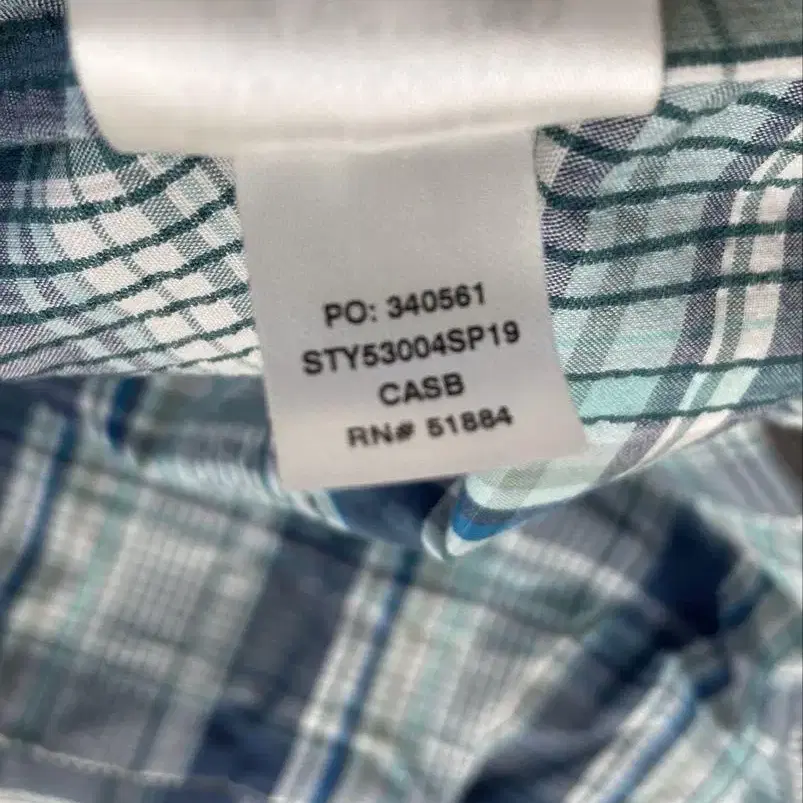 PO: 340561
STY53004SP19
CASB
RN# 51884